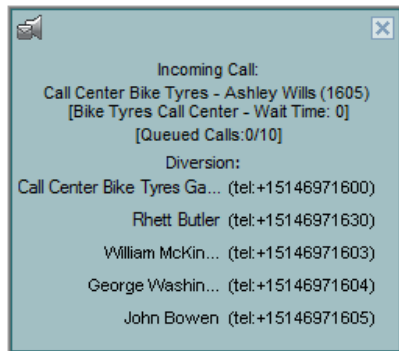 Incoming Call:
Call Center Bike Tyres - Ashley Wills (1605)
[Bike Tyres Call Center - Wait Time: 0]
[Queued Calls:0/10]
Diversion:
Call Center Bike Tyres Ga... (tel:+15146971600)
Rhett Butler (tel:+15146971630)
William McKin... (tel:+15146971603)
George Washin... (tel:+15146971604)
John Bowen (tel:+15146971605)